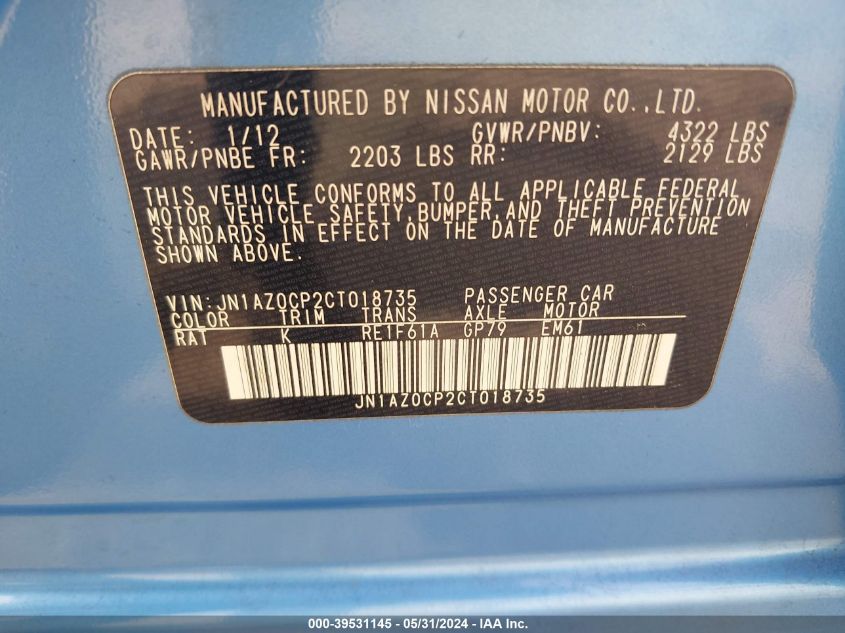 MANUFACTURED BY NISSAN MOTOR CO.,LTD.
DATE: 1/12 GVWR/PNBV: 4322 LBS
GAWR/PNBE FR: 2203 LBS RR: 2129 LBS
THIS VEHICLE CONFORMS TO ALL APPLICABLE FEDERAL
MOTOR VEHICLE SAFETY,BUMPER,AND THEFT PREVENTION
STANDARDS IN EFFECT ON THE DATE OF MANUFACTURE
SHOWN ABOVE.
VIN:JN1AZ0CP2CT018735 PASSENGER CAR
COLOR TRIM TRANS AXLE MOTOR
RAT K RE1F61A GP79 EM61
JN1AZ0CP2CT018735
000-39531145 - 05/31/2024 - IAA Inc.